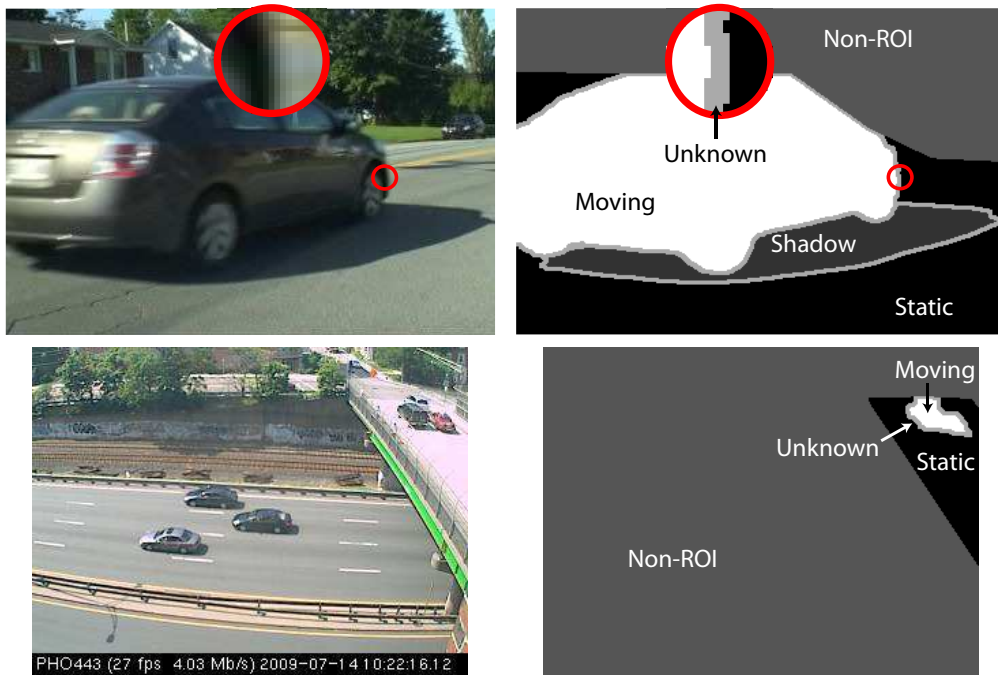 Non-ROI
Unknown
Moving
Shadow
Static
Moving
Unknown
Static
Non-ROI
PHO443 (27 fps 4.03 Mb/s) 2009-07-14 10:22:16.12